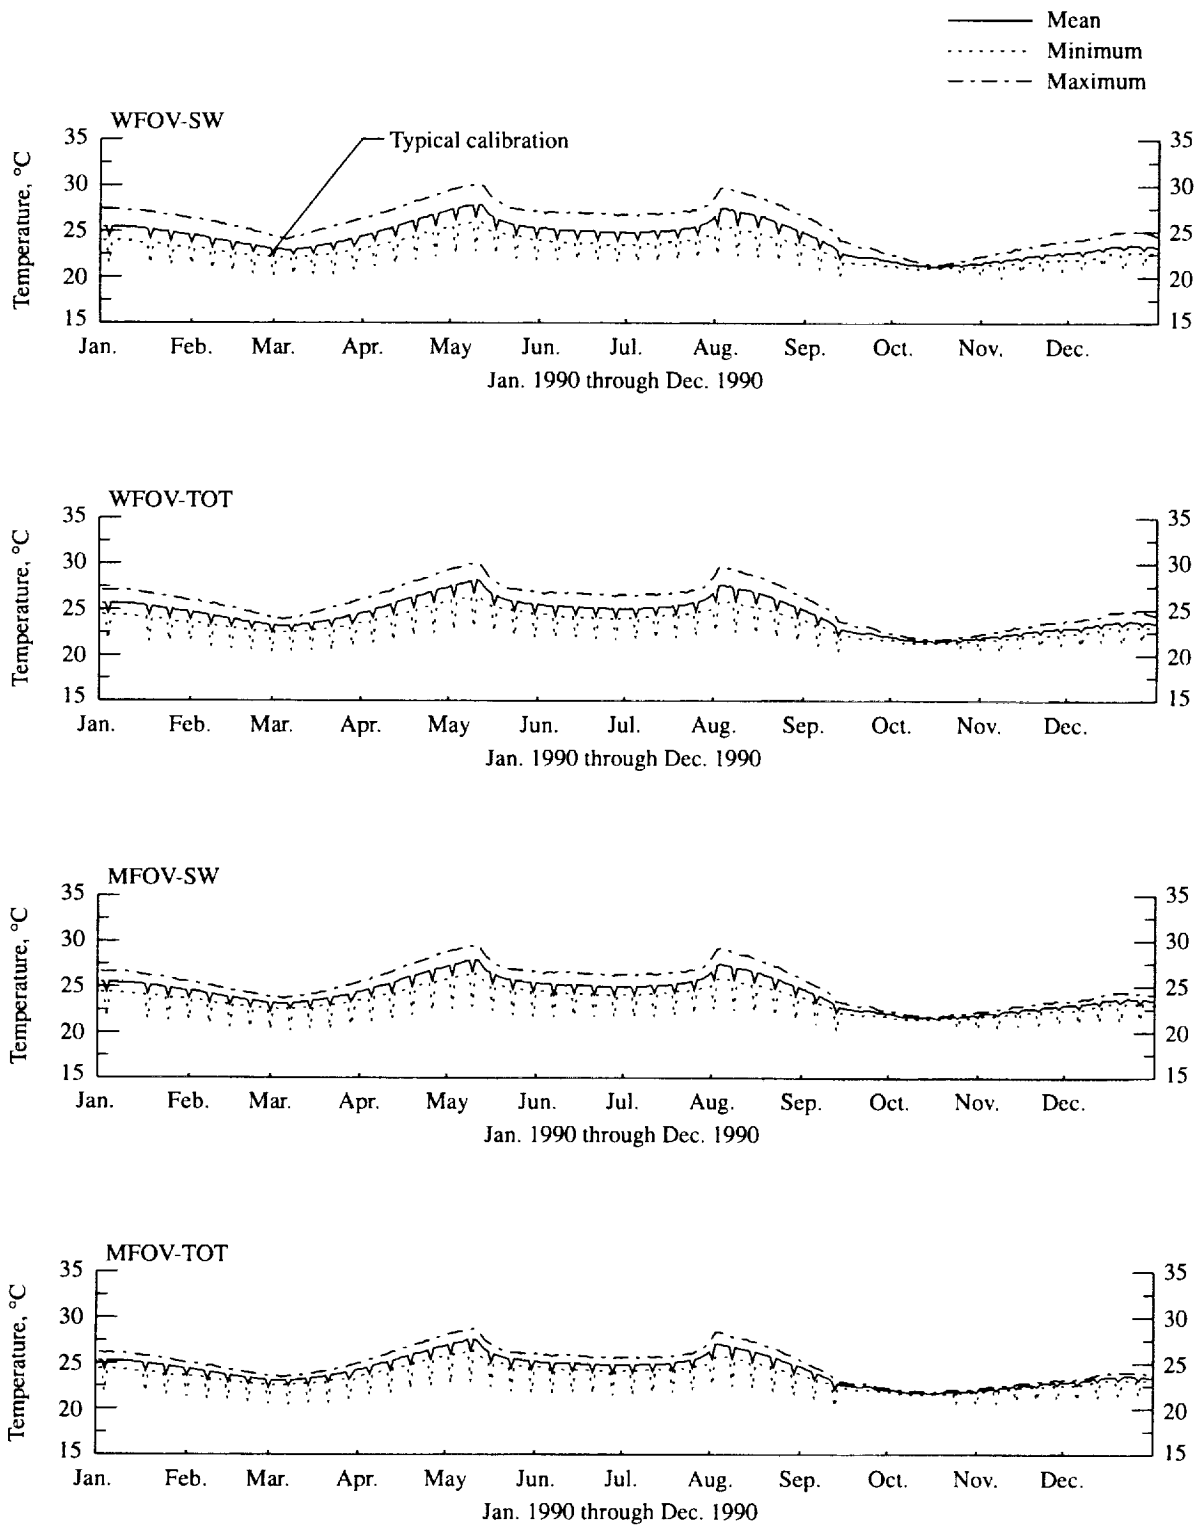 Mean
Minimum
Maximum
WFOV-SW
Typical calibration
Temperature, °C
35
30
25
20
15
35
30
25
20
15
Jan. Feb. Mar. Apr. May Jun. Jul. Aug. Sep. Oct. Nov. Dec.
Jan. 1990 through Dec. 1990
WFOV-TOT
Temperature, °C
35
30
25
20
15
35
30
25
20
15
Jan. Feb. Mar. Apr. May Jun. Jul. Aug. Sep. Oct. Nov. Dec.
Jan. 1990 through Dec. 1990
MFOV-SW
Temperature, °C
35
30
25
20
15
35
30
25
20
15
Jan. Feb. Mar. Apr. May Jun. Jul. Aug. Sep. Oct. Nov. Dec.
Jan. 1990 through Dec. 1990
MFOV-TOT
Temperature, °C
35
30
25
20
15
35
30
25
20
15
Jan. Feb. Mar. Apr. May Jun. Jul. Aug. Sep. Oct. Nov. Dec.
Jan. 1990 through Dec. 1990